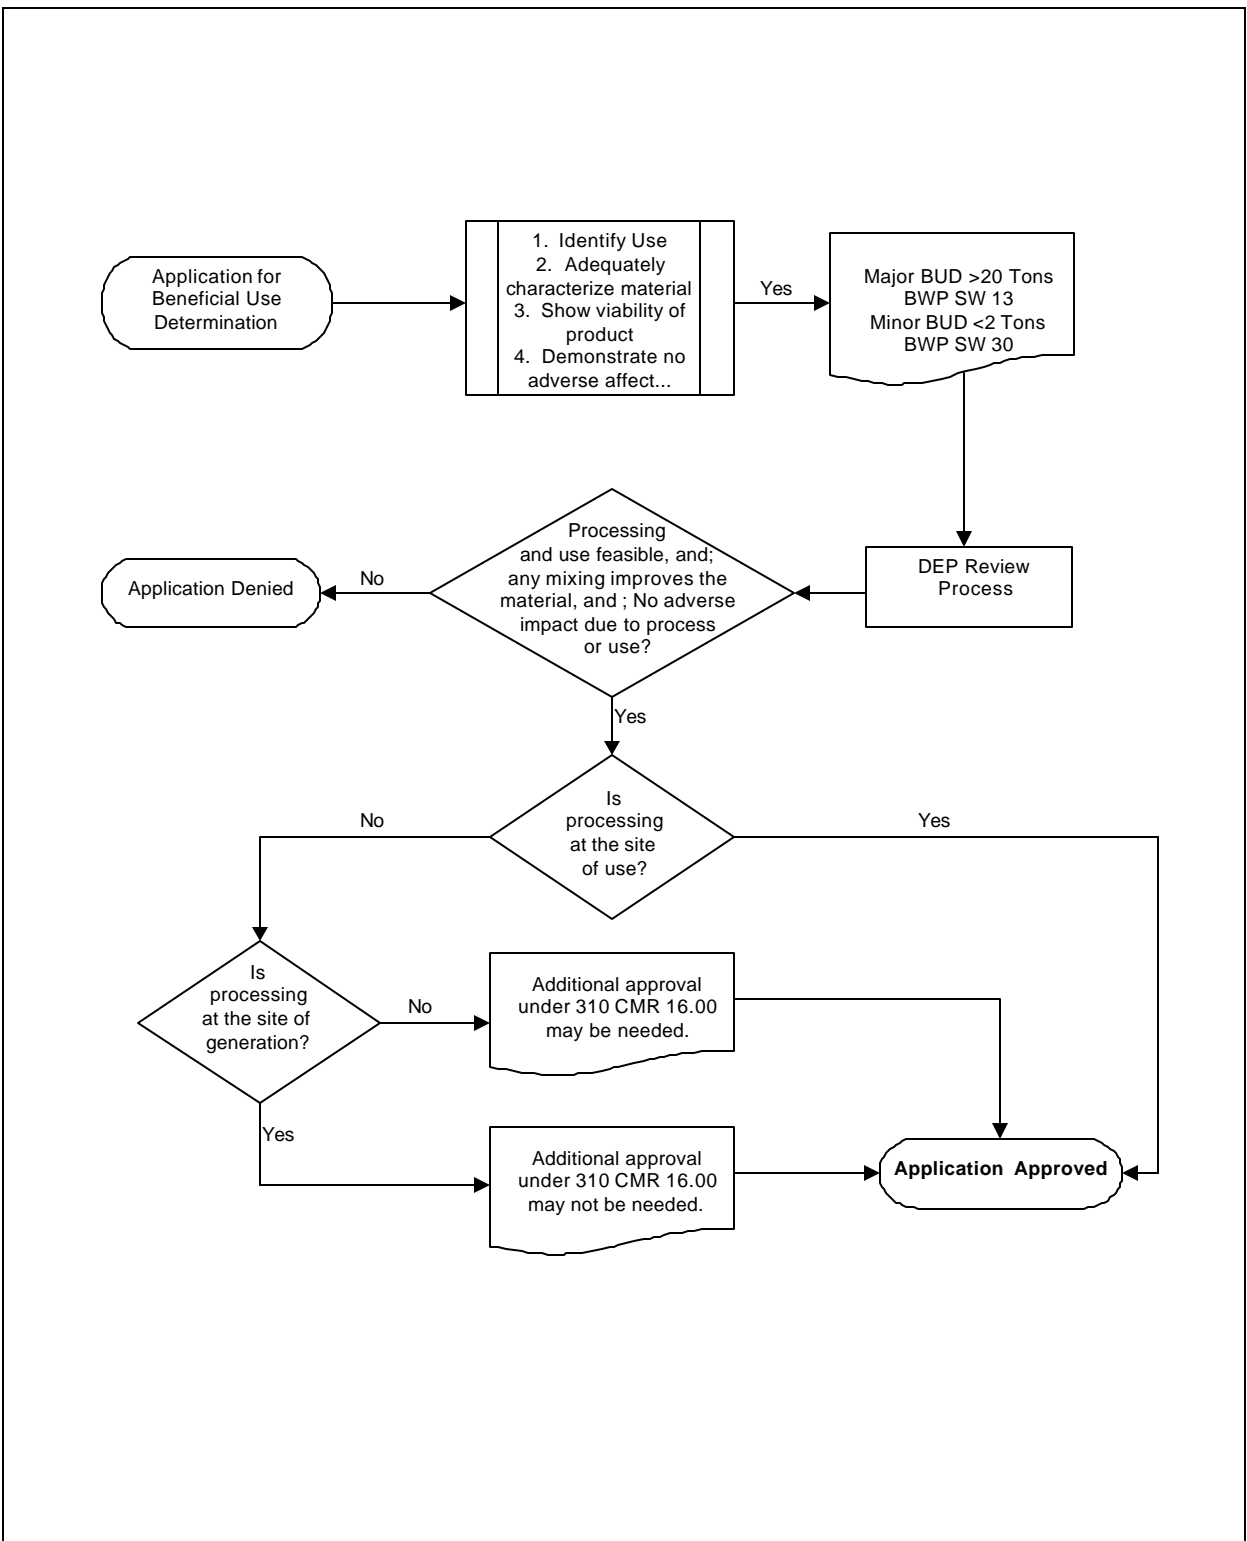 Application for
Beneficial Use
Determination
1. Identify Use
2. Adequately
characterize material
3. Show viability of
product
4. Demonstrate no
adverse affect...
Yes
Major BUD >20 Tons
BWP SW 13
Minor BUD <2 Tons
BWP SW 30
Application Denied
No
Processing
and use feasible, and;
any mixing improves the
material, and ; No adverse
impact due to process
or use?
DEP Review
Process
Yes
No
Is
processing
at the site
of use?
Yes
Is
processing
at the site of
generation?
No
Additional approval
under 310 CMR 16.00
may be needed.
Yes
Additional approval
under 310 CMR 16.00
may not be needed.
Application Approved